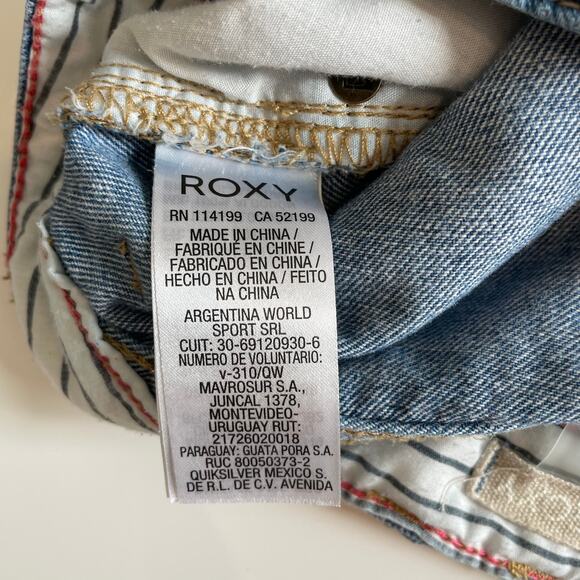 ROXY
RN 114199 CA 52199
MADE IN CHINA /
FABRIQUE EN CHINE /
FABRICADO EN CHINA /
HECHO EN CHINA / FEITO
NA CHINA
ARGENTINA WORLD
SPORT SRL
CUIT: 30-69120930-6
NUMERO DE VOLUNTARIO:
v-310/QW
MAVROSUR S.A.,
JUNCAL 1378,
MONTEVIDEO-
URUGUAY RUT:
21726020018
PARAGUAY: GUATA PORA S.A.
RUC 80050373-2
QUIKSILVER MEXICO S.
DE R.L. DE C.V. AVENIDA